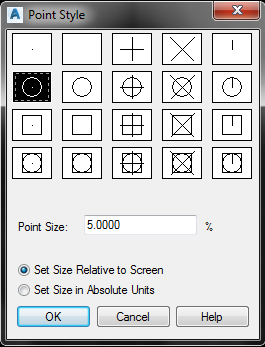 Point Style
Point Size: 5.0000 %
Set Size Relative to Screen
Set Size in Absolute Units
OK Cancel Help